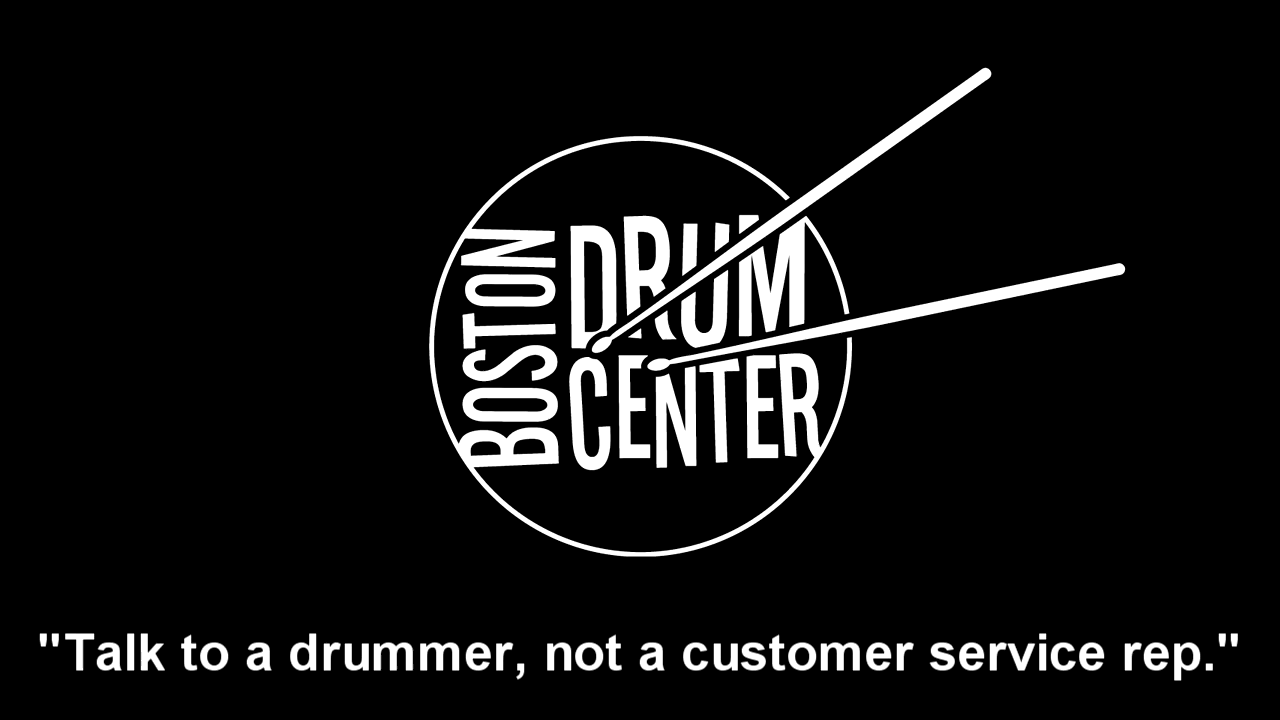 BOSTON
DRUM
CENTER
"Talk to a drummer, not a customer service rep."